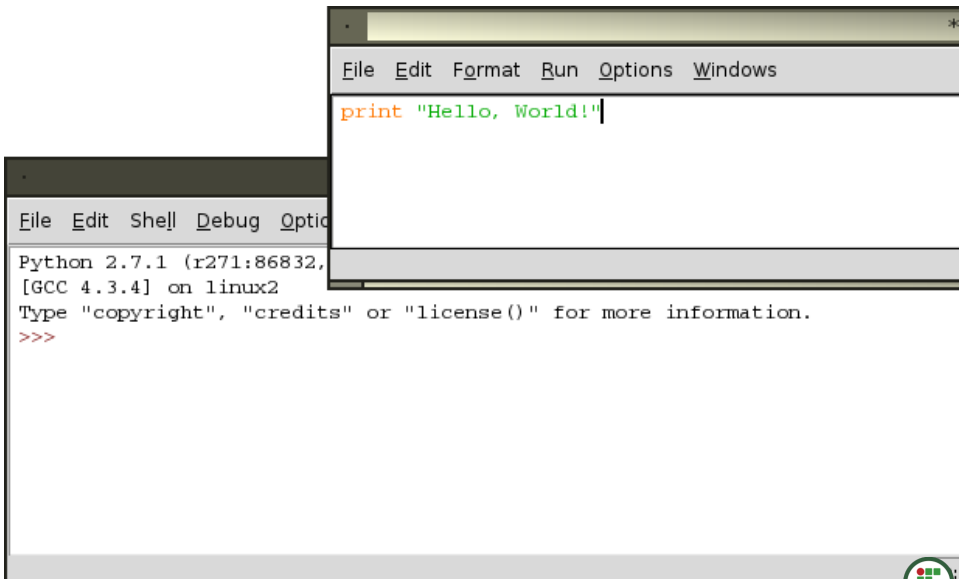 *
File Edit Format Run Options Windows
print "Hello, World!"
File Edit Shell Debug
Python 2.7.1 (r271:86832,
[GCC 4.3.4] on linux2
Type "copyright", "credits" or "license()" for more information.
>>>